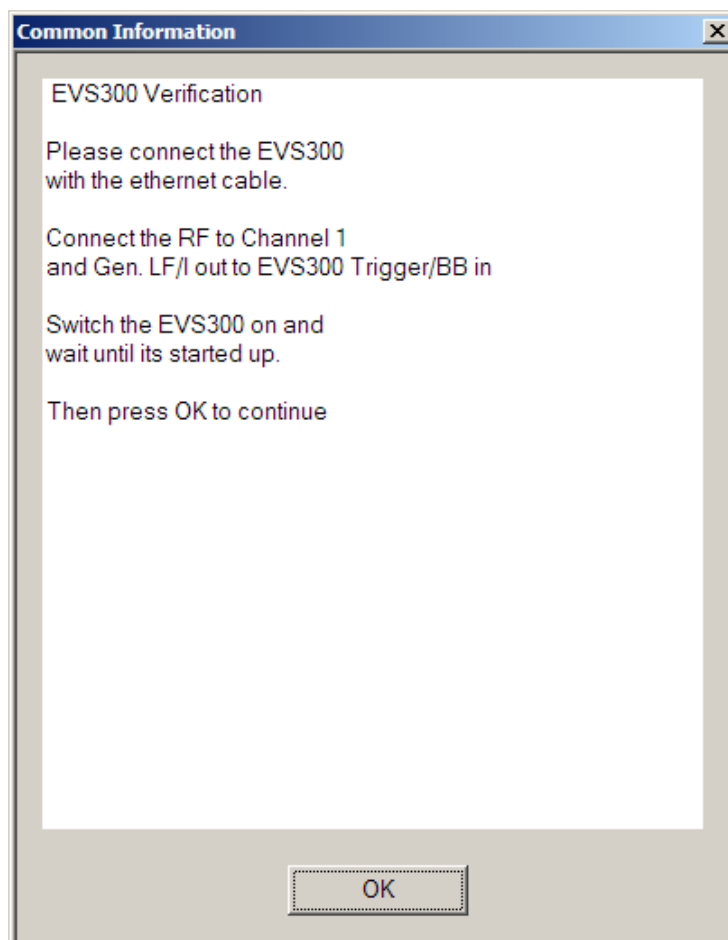 Common Information
EVS300 Verification
Please connect the EVS300
with the ethernet cable.
Connect the RF to Channel 1
and Gen. LF/I out to EVS300 Trigger/BB in
Switch the EVS300 on and
wait until its started up.
Then press OK to continue
OK